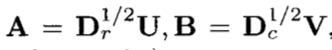 A = D_r^{1/2}U, B = D_c^{1/2}V,